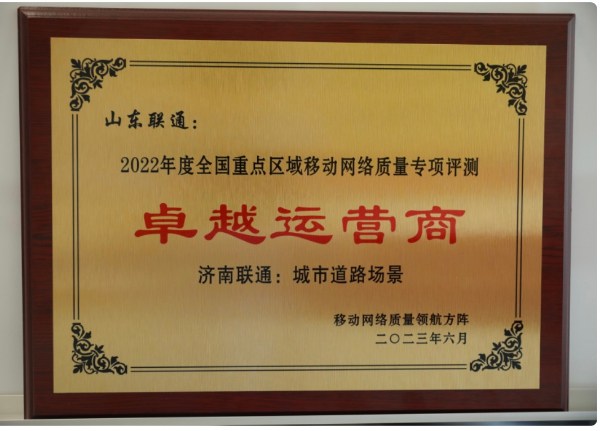 山东联通：
2022年度全国重点区域移动网络质量专项评测
卓越运营商
济南联通：城市道路场景
移动网络质量领航方阵
二〇二三年六月